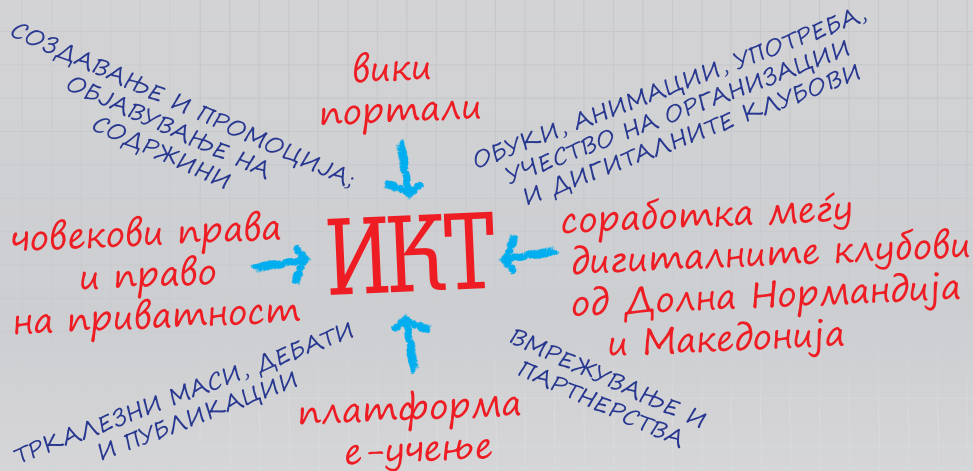 СОЗДАВАЊЕ И ПРОМОЦИЈА;
ОБЈАВУВАЊЕ НА
СОДРЖИНИ
вики
портали
ОБУКИ, АНИМАЦИИ, УПОТРЕБА,
УЧЕСТВО НА ОРГАНИЗАЦИИ
И ДИГИТАЛНИТЕ КЛУБОВИ
човекови права
и право
на приватност
ИКТ
соработка меѓу
дигиталните клубови
од Долна Нормандија
и Македонија
ТРКАЛЕЗНИ МАСИ, ДЕБАТИ
И ПУБЛИКАЦИИ
платформа
е-учење
ВМРЕЖУВАЊЕ И
ПАРТНЕРСТВА